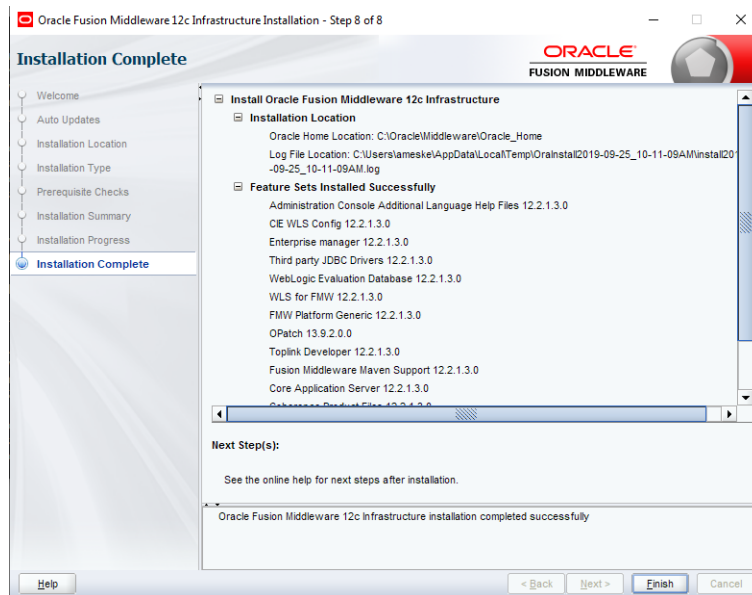 Oracle Fusion Middleware 12c Infrastructure Installation - Step 8 of 8
Installation Complete
ORACLE
FUSION MIDDLEWARE
Welcome
Auto Updates
Installation Location
Installation Type
Prerequisite Checks
Installation Summary
Installation Progress
Installation Complete
Install Oracle Fusion Middleware 12c Infrastructure
Installation Location
Oracle Home Location: C:\Oracle\Middleware\Oracle_Home
Log File Location: C:\Users\ameske\AppData\Local\Temp\OraInstall2019-09-25_10-11-09AM\install201
-09-25_10-11-09AM.log
Feature Sets Installed Successfully
Administration Console Additional Language Help Files 12.2.1.3.0
CIE WLS Config 12.2.1.3.0
Enterprise manager 12.2.1.3.0
Third party JDBC Drivers 12.2.1.3.0
WebLogic Evaluation Database 12.2.1.3.0
WLS for FMW 12.2.1.3.0
FMW Platform Generic 12.2.1.3.0
OPatch 13.9.2.0.0
Toplink Developer 12.2.1.3.0
Fusion Middleware Maven Support 12.2.1.3.0
Core Application Server 12.2.1.3.0
Coherence Product Files 12.2.1.3.0
Next Step(s):
See the online help for next steps after installation.
Oracle Fusion Middleware 12c Infrastructure installation completed successfully
Help
< Back
Next >
Finish
Cancel